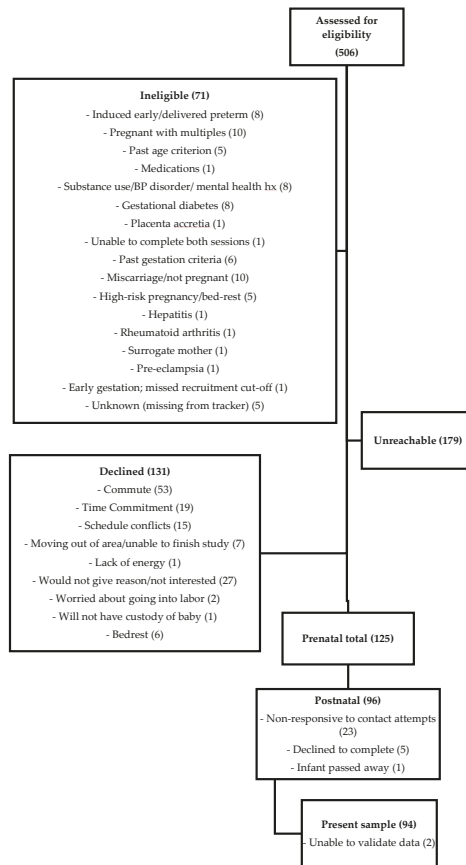 Assessed for
eligibility
(506)
Ineligible (71)
- Induced early/delivered preterm (8)
- Pregnant with multiples (10)
- Past age criterion (5)
- Medications (1)
- Substance use/BP disorder/ mental health hx (8)
- Gestational diabetes (8)
- Placenta accretia (1)
- Unable to complete both sessions (1)
- Past gestation criteria (6)
- Miscarriage/not pregnant (10)
- High-risk pregnancy/bed-rest (5)
- Hepatitis (1)
- Rheumatoid arthritis (1)
- Surrogate mother (1)
- Pre-eclampsia (1)
- Early gestation; missed recruitment cut-off (1)
- Unknown (missing from tracker) (5)
Unreachable (179)
Declined (131)
- Commute (53)
- Time Commitment (19)
- Schedule conflicts (15)
- Moving out of area/unable to finish study (7)
- Lack of energy (1)
- Would not give reason/not interested (27)
- Worried about going into labor (2)
- Will not have custody of baby (1)
- Bedrest (6)
Prenatal total (125)
Postnatal (96)
- Non-responsive to contact attempts
(23)
- Declined to complete (5)
- Infant passed away (1)
Present sample (94)
- Unable to validate data (2)